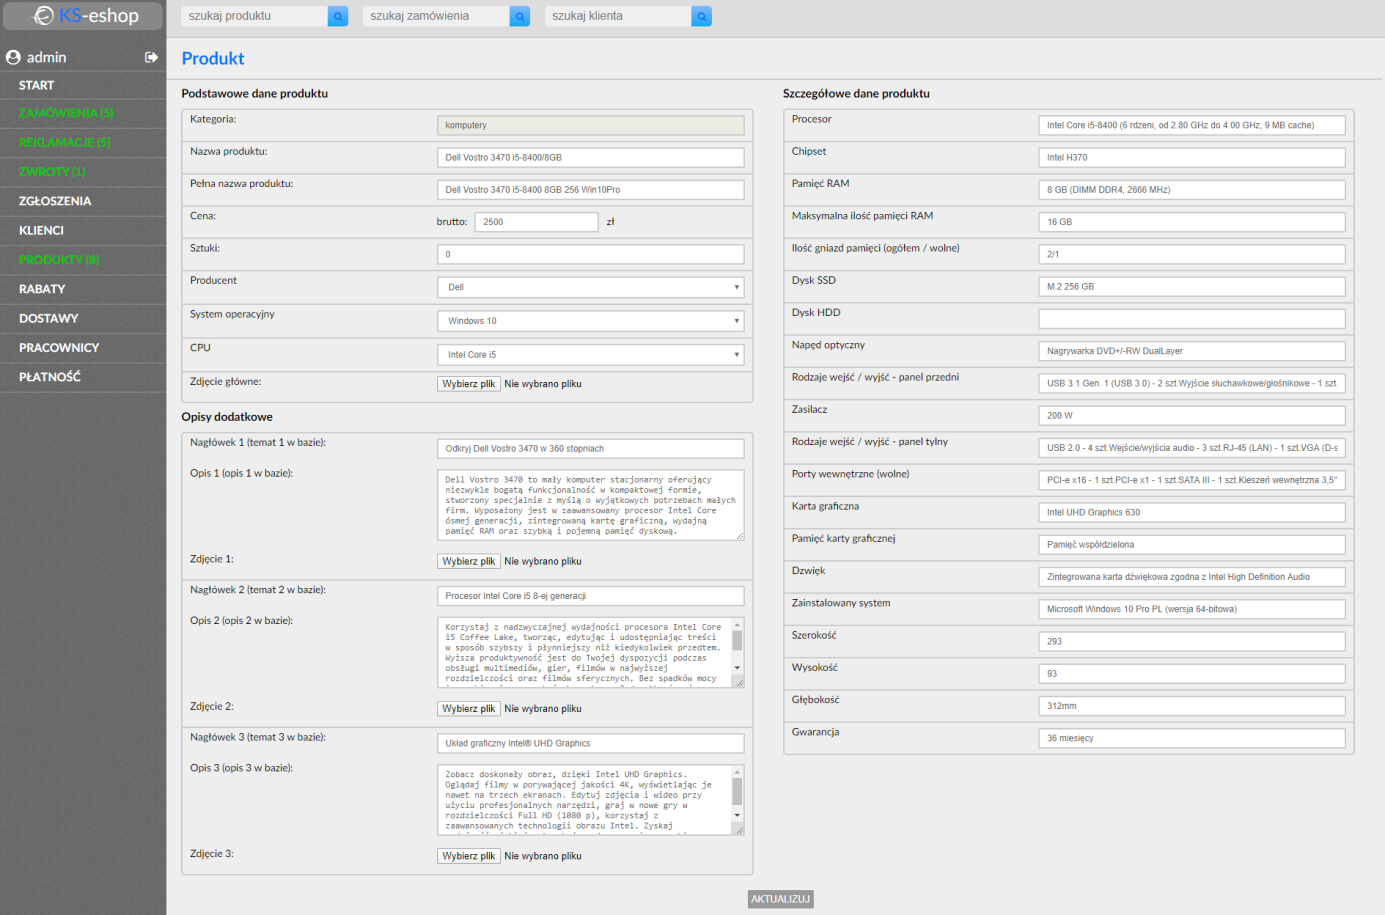 KS-eshop
szukaj produktu
szukaj zamówienia
szukaj klienta
admin
START
ZAMÓWIENIA (5)
REKLAMACJE (5)
ZWROTY (1)
ZGŁOSZENIA
KLIENCI
PRODUKTY (8)
RABATY
DOSTAWY
PRACOWNICY
PŁATNOŚĆ
Produkt
Podstawowe dane produktu
Kategoria: komputery
Nazwa produktu: Dell Vostro 3470 i5-8400/8GB
Pełna nazwa produktu: Dell Vostro 3470 i5-8400 8GB 256 Win10Pro
Cena: brutto: 2500 zł
Sztuki: 0
Producent Dell
System operacyjny Windows 10
CPU Intel Core i5
Zdjęcie główne: Wybierz plik Nie wybrano pliku
Opisy dodatkowe
Nagłówek 1 (temat 1 w bazie): Odkryj Dell Vostro 3470 w 360 stopniach
Opis 1 (opis 1 w bazie):
Dell Vostro 3470 to mały komputer stacjonarny oferujący
niezwykle bogatą funkcjonalność w kompaktowej formie,
stworzony specjalnie z myślą o wyjątkowych potrzebach małych
firm. Wyposażony jest w zaawansowany procesor Intel Core
ósmej generacji, zintegrowaną kartę graficzną, wydajną
pamięć RAM oraz szybką i pojemną pamięć dyskową.
Zdjęcie 1: Wybierz plik Nie wybrano pliku
Nagłówek 2 (temat 2 w bazie): Procesor Intel Core i5 8-ej generacji
Opis 2 (opis 2 w bazie):
Korzystaj z nadzwyczajnej wydajności procesora Intel Core
i5 Coffee Lake, tworząc, edytując i udostępniając treści
w sposób szybszy i płynniejszy niż kiedykolwiek przedtem.
Wyższa produktywność jest do Twojej dyspozycji podczas
obsługi multimediów, gier, filmów w najwyższej
rozdzielczości oraz filmów sferycznych. Bez spadków mocy
Zdjęcie 2: Wybierz plik Nie wybrano pliku
Nagłówek 3 (temat 3 w bazie): Układ graficzny Intel® UHD Graphics
Opis 3 (opis 3 w bazie):
Zobacz doskonały obraz, dzięki Intel UHD Graphics.
Oglądaj filmy w porywającej jakości 4K, wyświetlając je
nawet na trzech ekranach. Edytuj zdjęcia i wideo przy
użyciu profesjonalnych narzędzi, graj w nowe gry w
rozdzielczości Full HD (1080 p), korzystaj z
zaawansowanych technologii obrazu Intel. Zyskaj
Zdjęcie 3: Wybierz plik Nie wybrano pliku
Szczegółowe dane produktu
Procesor Intel Core i5-8400 (6 rdzeni, od 2.80 GHz do 4.00 GHz, 9 MB cache)
Chipset Intel H370
Pamięć RAM 8 GB (DIMM DDR4, 2666 MHz)
Maksymalna ilość pamięci RAM 16 GB
Ilość gniazd pamięci (ogółem / wolne) 2/1
Dysk SSD M.2 256 GB
Dysk HDD
Napęd optyczny Nagrywarka DVD+/-RW DualLayer
Rodzaje wejść / wyjść - panel przedni USB 3.1 Gen. 1 (USB 3.0) - 2 szt.Wyjście słuchawkowe/głośnikowe - 1 szt.
Zasilacz 200 W
Rodzaje wejść / wyjść - panel tylny USB 2.0 - 4 szt.Wejście/wyjścia audio - 3 szt.RJ-45 (LAN) - 1 szt.VGA (D-s
Porty wewnętrzne (wolne) PCI-e x16 - 1 szt.PCI-e x1 - 1 szt.SATA III - 1 szt.Kieszeń wewnętrzna 3,5"
Karta graficzna Intel UHD Graphics 630
Pamięć karty graficznej Pamięć współdzielona
Dzwięk Zintegrowana karta dźwiękowa zgodna z Intel High Definition Audio
Zainstalowany system Microsoft Windows 10 Pro PL (wersja 64-bitowa)
Szerokość 293
Wysokość 93
Głębokość 312mm
Gwarancja 36 miesięcy
AKTUALIZUJ